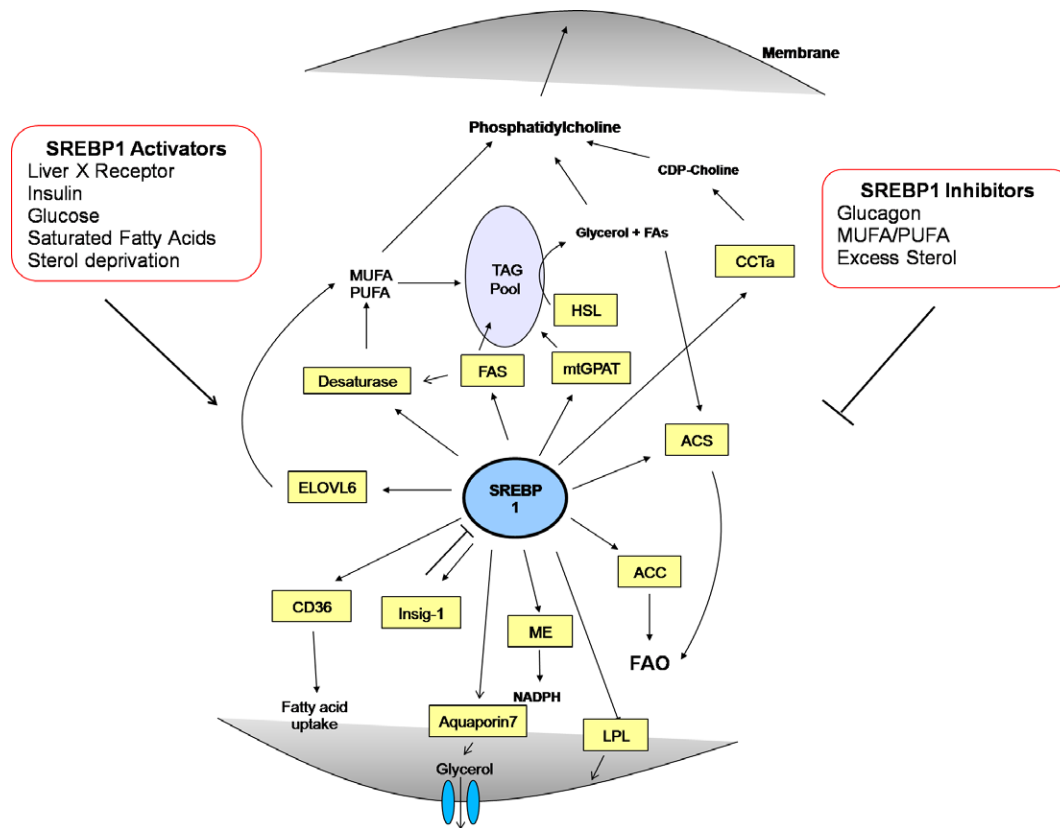 Membrane
Phosphatidylcholine
SREBP1 Activators
Liver X Receptor
Insulin
Glucose
Saturated Fatty Acids
Sterol deprivation
CDP-Choline
SREBP1 Inhibitors
Glucagon
MUFA/PUFA
Excess Sterol
Glycerol + FAs
CCTa
MUFA
PUFA
TAG
Pool
HSL
Desaturase
FAS
mtGPAT
ACS
ELOVL6
SREBP
1
ACC
CD36
Insig-1
ME
FAO
NADPH
Fatty acid
uptake
Aquaporin7
LPL
Glycerol